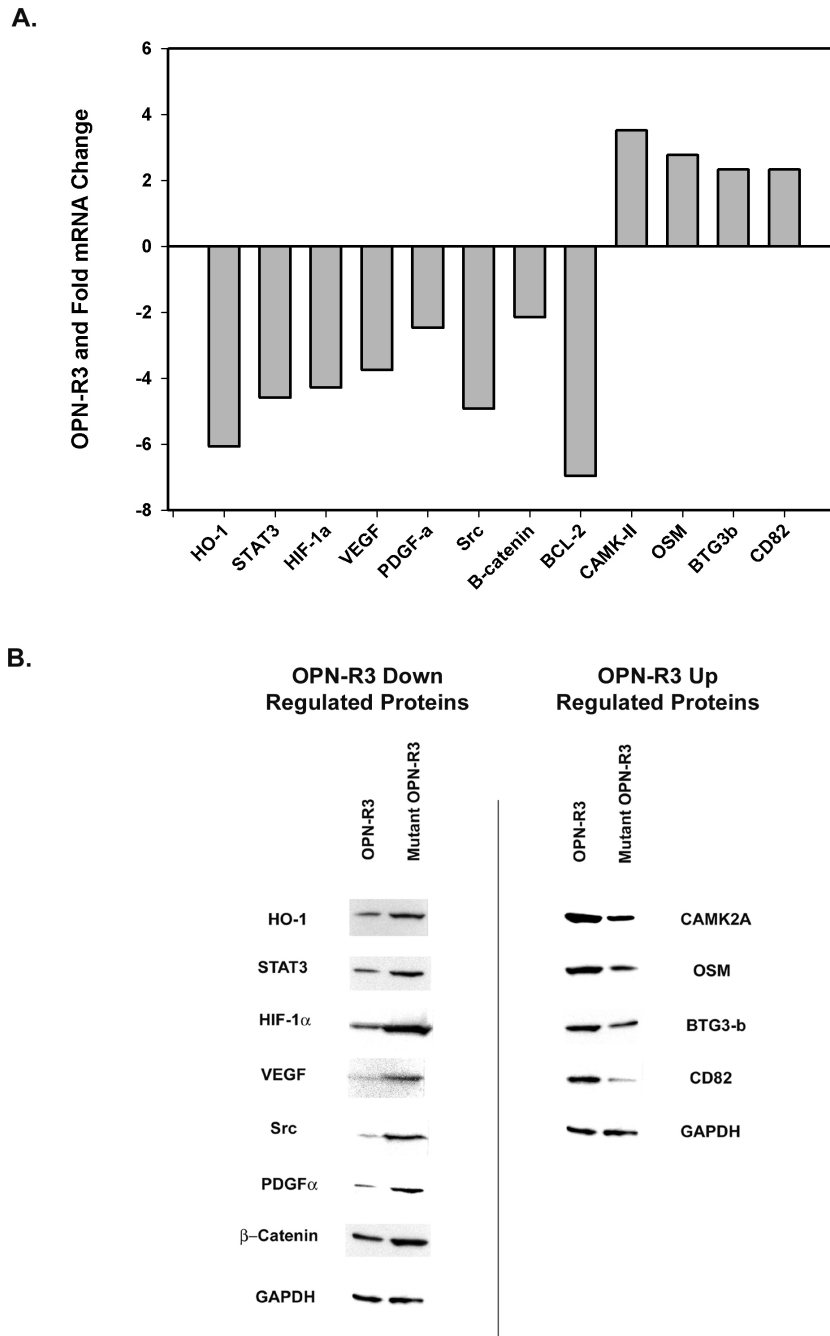 A.
OPN-R3 and Fold mRNA Change
6
4
2
0
-2
-4
-6
-8
HO-1
STAT3
HIF-1a
VEGF
PDGF-a
Src
B-catenin
BCL-2
CAMK-II
OSM
BTG3b
CD82
B.
OPN-R3 Down
Regulated Proteins
OPN-R3
Mutant OPN-R3
HO-1
STAT3
HIF-1α
VEGF
Src
PDGFα
β–Catenin
GAPDH
OPN-R3 Up
Regulated Proteins
OPN-R3
Mutant OPN-R3
CAMK2A
OSM
BTG3-b
CD82
GAPDH